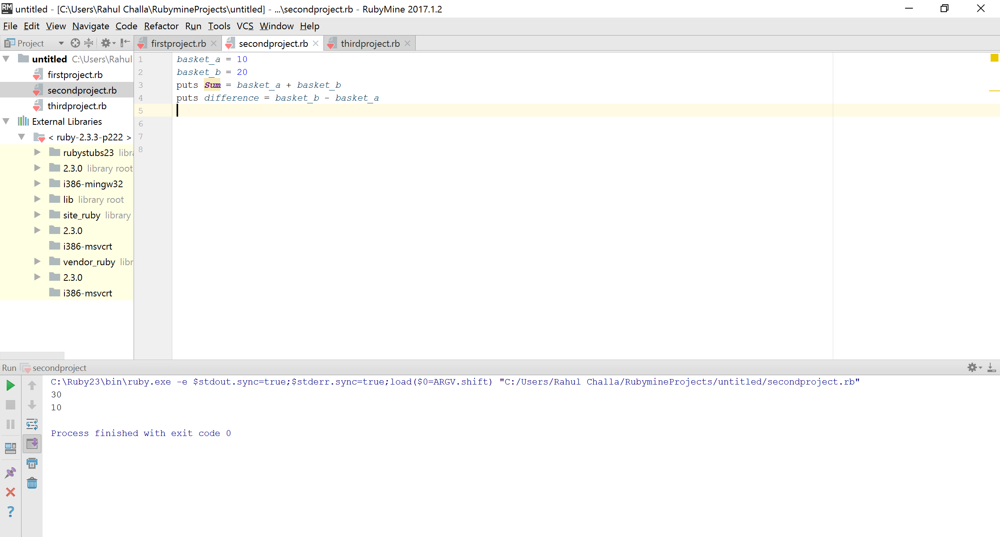 RM untitled - [C:\Users\Rahul Challa\RubymineProjects\untitled] - ...\secondproject.rb - RubyMine 2017.1.2
File Edit View Navigate Code Refactor Run Tools VCS Window Help
Project
firstproject.rb secondproject.rb thirdproject.rb
untitled C:\Users\Rahul
firstproject.rb
secondproject.rb
thirdproject.rb
External Libraries
< ruby-2.3.3-p222 >
rubystubs23 libra
2.3.0 library root
i386-mingw32
lib library root
site_ruby library
2.3.0
i386-msvcrt
vendor_ruby libr
2.3.0
i386-msvcrt
1 basket_a = 10
2 basket_b = 20
3 puts Sum = basket_a + basket_b
4 puts difference = basket_b - basket_a
5
6
7
8
Run secondproject
C:\Ruby23\bin\ruby.exe -e $stdout.sync=true;$stderr.sync=true;load($0=ARGV.shift) "C:/Users/Rahul Challa/RubymineProjects/untitled/secondproject.rb"
30
10
Process finished with exit code 0